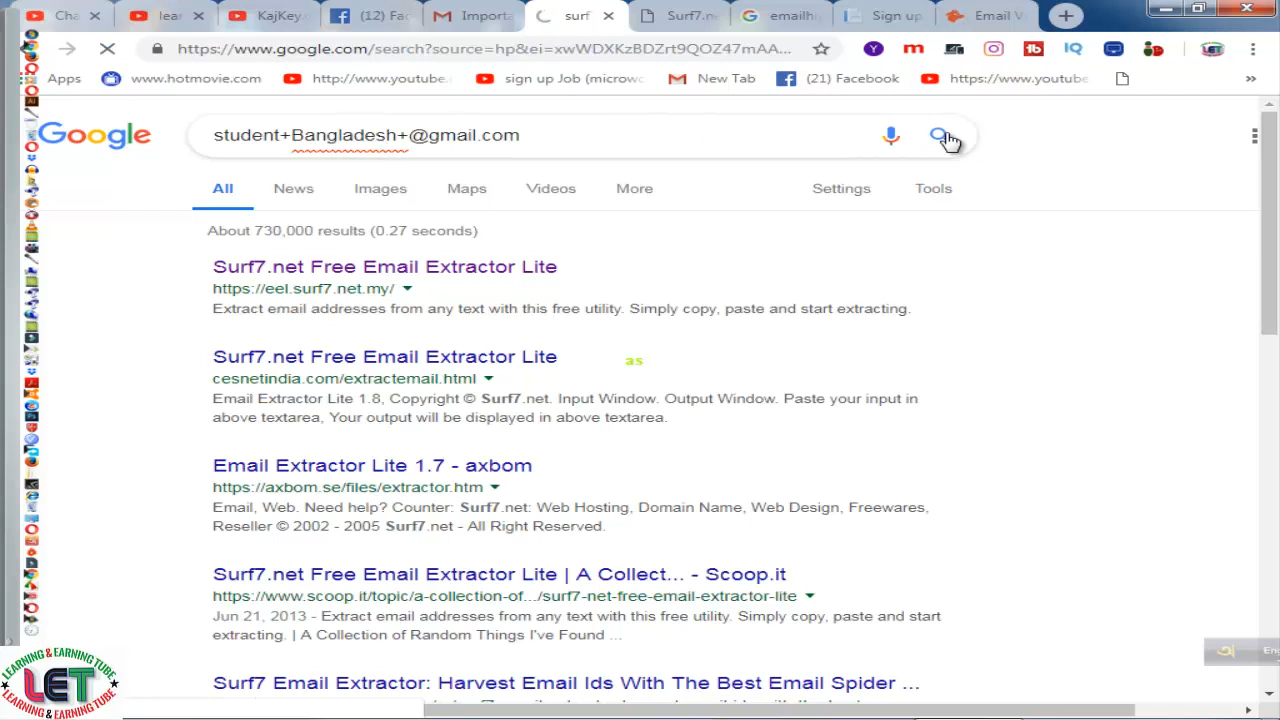 Cha
lear
KajKey.
(12) Fac
Importa
surf
Surf7.ne
emailh
Sign up
Email V
https://www.google.com/search?source=hp&ei=xwWDXKzBDZrt9QOZ47mAA...
Apps
www.hotmovie.com
http://www.youtube.
sign up Job (microwo
New Tab
(21) Facebook
https://www.youtube
»
Google
student+Bangladesh+@gmail.com
All
News
Images
Maps
Videos
More
Settings
Tools
About 730,000 results (0.27 seconds)
Surf7.net Free Email Extractor Lite
https://eel.surf7.net.my/
Extract email addresses from any text with this free utility. Simply copy, paste and start extracting.
Surf7.net Free Email Extractor Lite
as
cesnetindia.com/extractemail.html
Email Extractor Lite 1.8, Copyright © Surf7.net. Input Window. Output Window. Paste your input in
above textarea, Your output will be displayed in above textarea.
Email Extractor Lite 1.7 - axbom
https://axbom.se/files/extractor.htm
Email, Web. Need help? Counter: Surf7.net: Web Hosting, Domain Name, Web Design, Freewares,
Reseller © 2002 - 2005 Surf7.net - All Right Reserved.
Surf7.net Free Email Extractor Lite | A Collect... - Scoop.it
https://www.scoop.it/topic/a-collection-of.../surf7-net-free-email-extractor-lite
Jun 21, 2013 - Extract email addresses from any text with this free utility. Simply copy, paste and start
extracting. | A Collection of Random Things I've Found ...
Surf7 Email Extractor: Harvest Email Ids With The Best Email Spider ...
LEARNING & EARNING TUBE
LET
LEARNING & EARNING TUBE
Eng